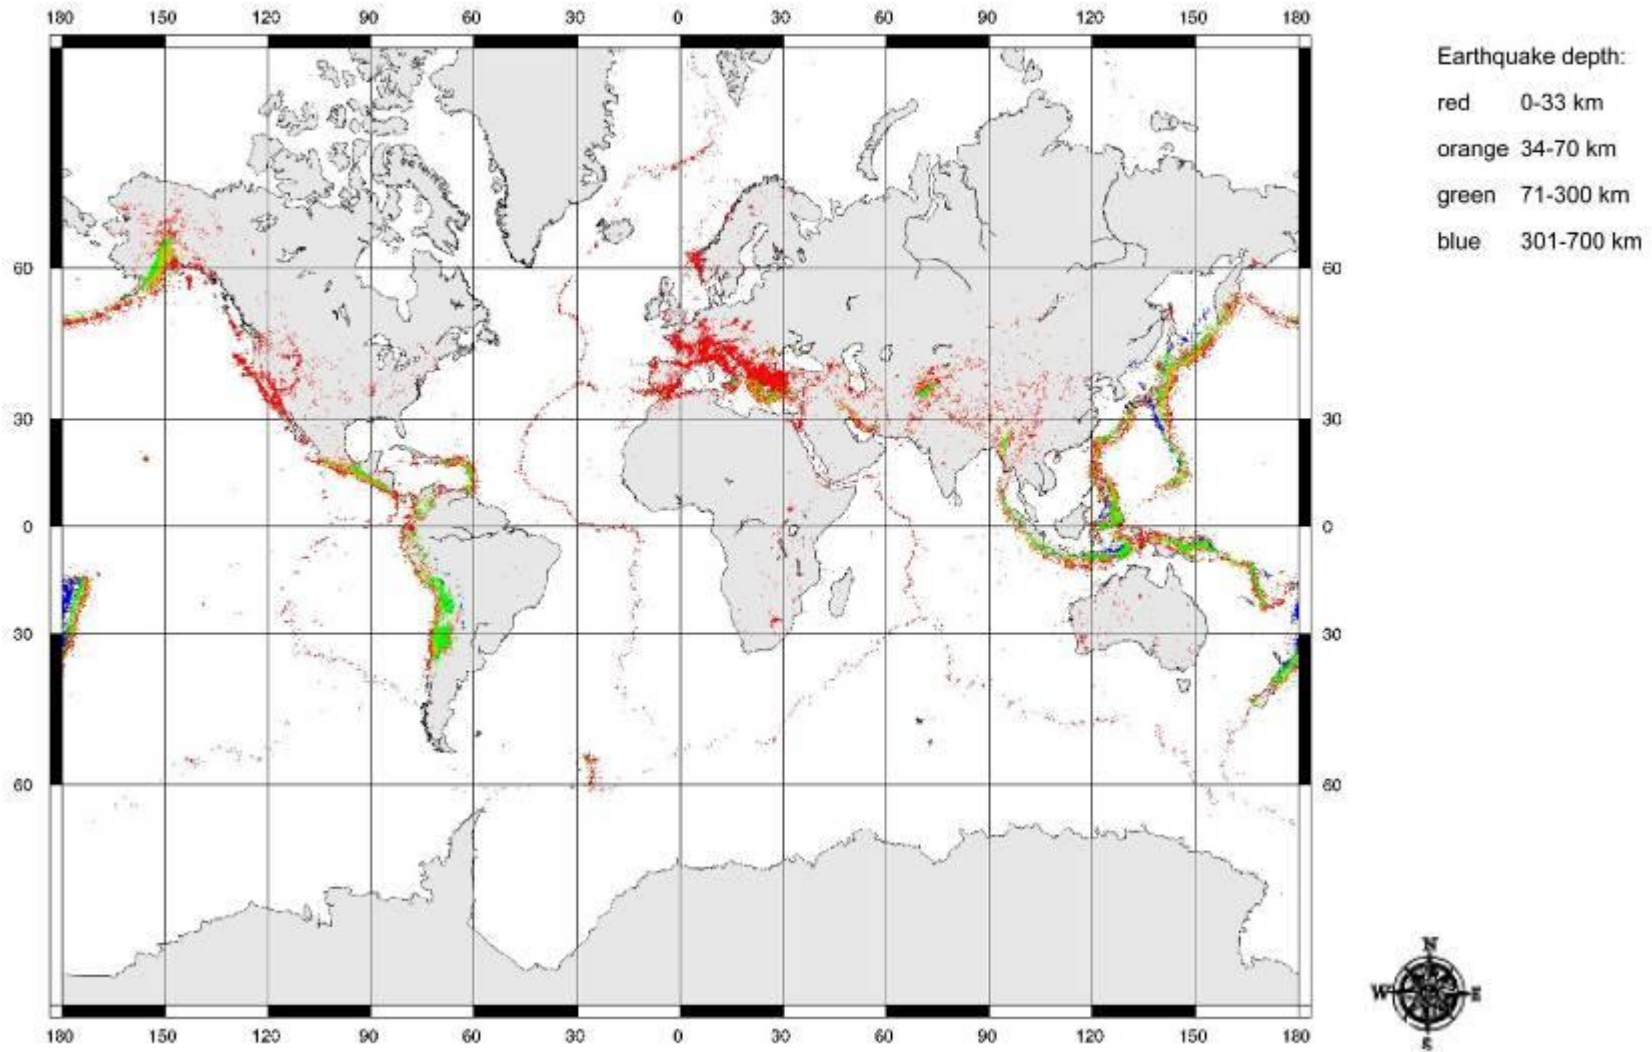 180 150 120 90 60 30 0 30 60 90 120 150 180
Earthquake depth:
red 0-33 km
orange 34-70 km
green 71-300 km
blue 301-700 km
60 60
30 30
0 0
30 30
60 60
N
W E
S
180 150 120 90 60 30 0 30 60 90 120 150 180